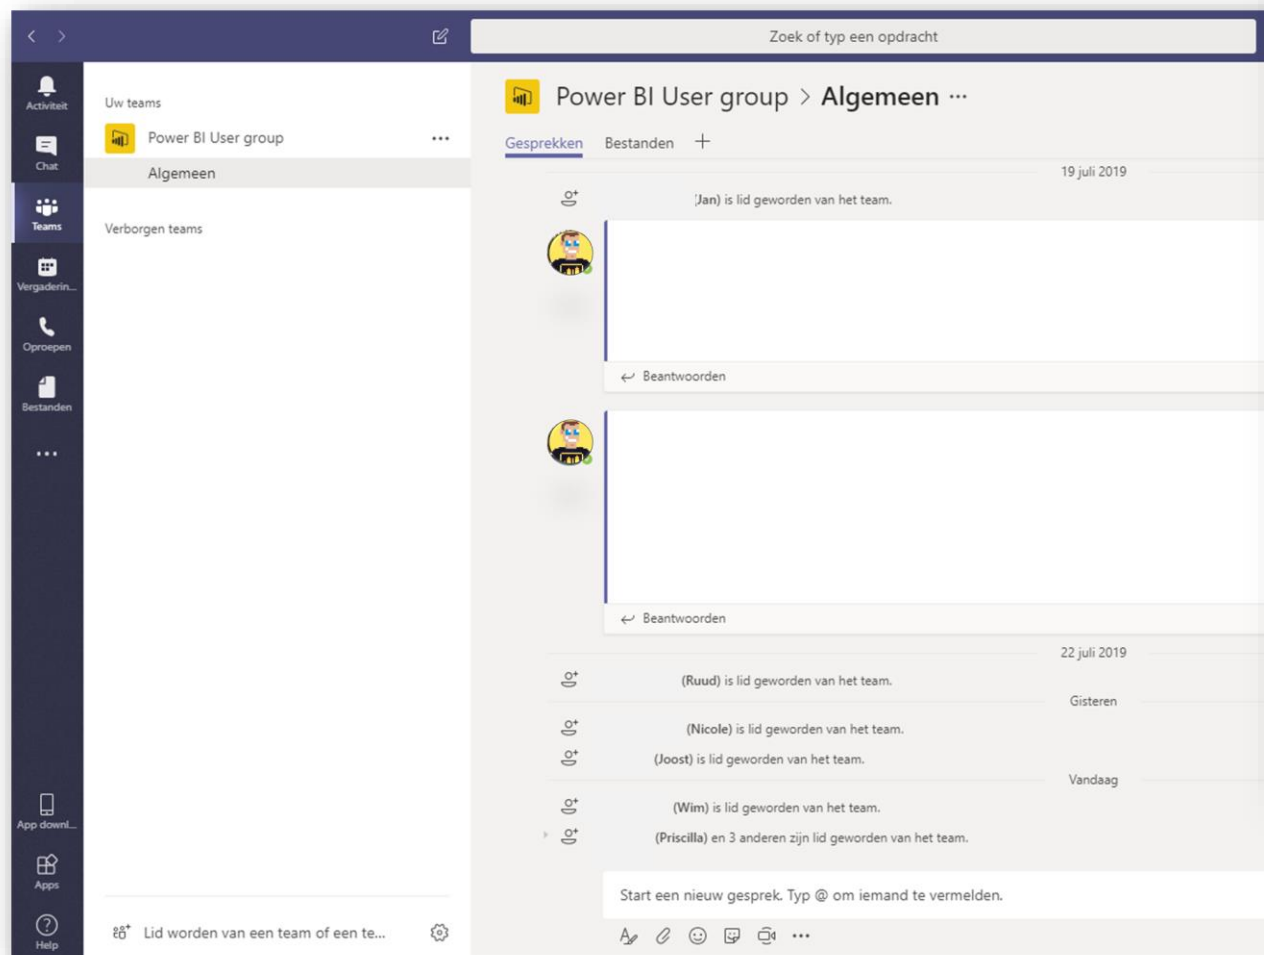 Zoek of typ een opdracht
Activiteit
Chat
Teams
Vergaderin...
Oproepen
Bestanden
App downl...
Apps
Help
Uw teams
Power BI User group
Algemeen
Verborgen teams
Lid worden van een team of een te...
Power BI User group > Algemeen
Gesprekken Bestanden
19 juli 2019
(Jan) is lid geworden van het team.
Beantwoorden
Beantwoorden
22 juli 2019
(Ruud) is lid geworden van het team.
Gisteren
(Nicole) is lid geworden van het team.
(Joost) is lid geworden van het team.
Vandaag
(Wim) is lid geworden van het team.
(Priscilla) en 3 anderen zijn lid geworden van het team.
Start een nieuw gesprek. Typ @ om iemand te vermelden.